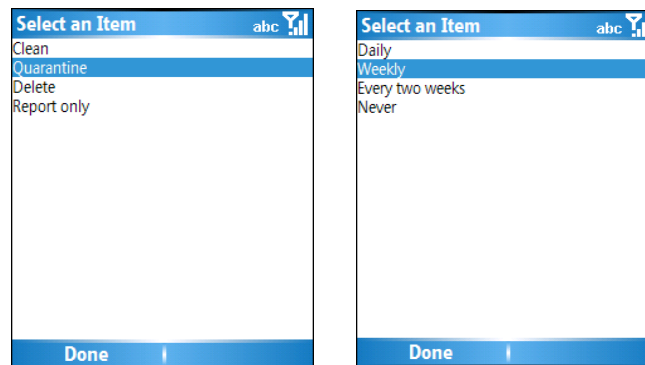 Select an Item abc
Clean
Quarantine
Delete
Report only
Done
Select an Item abc
Daily
Weekly
Every two weeks
Never
Done